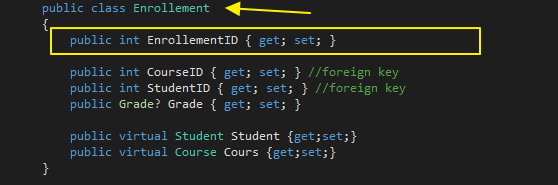 public class Enrollement
{
public int EnrollementID { get; set; }
public int CourseID { get; set; } //foreign key
public int StudentID { get; set; } //foreign key
public Grade? Grade { get; set; }
public virtual Student Student {get;set;}
public virtual Course Cours {get;set;}
}